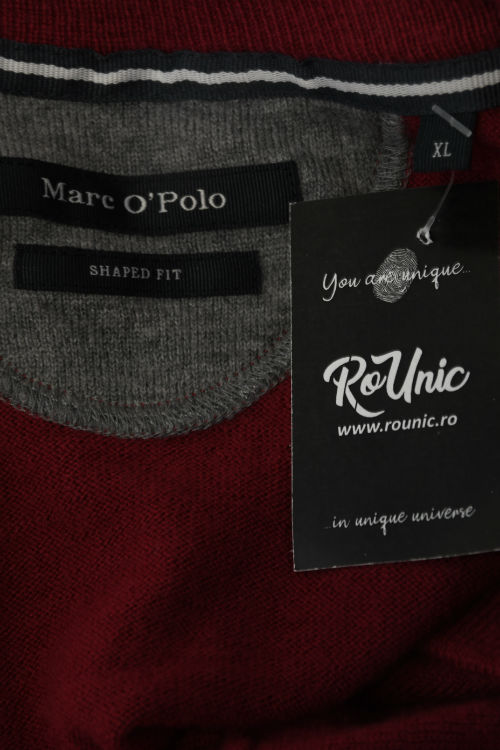 XL
Marc O'Polo
SHAPED FIT
You are unique...
RoUnic
www.rounic.ro
...in unique universe